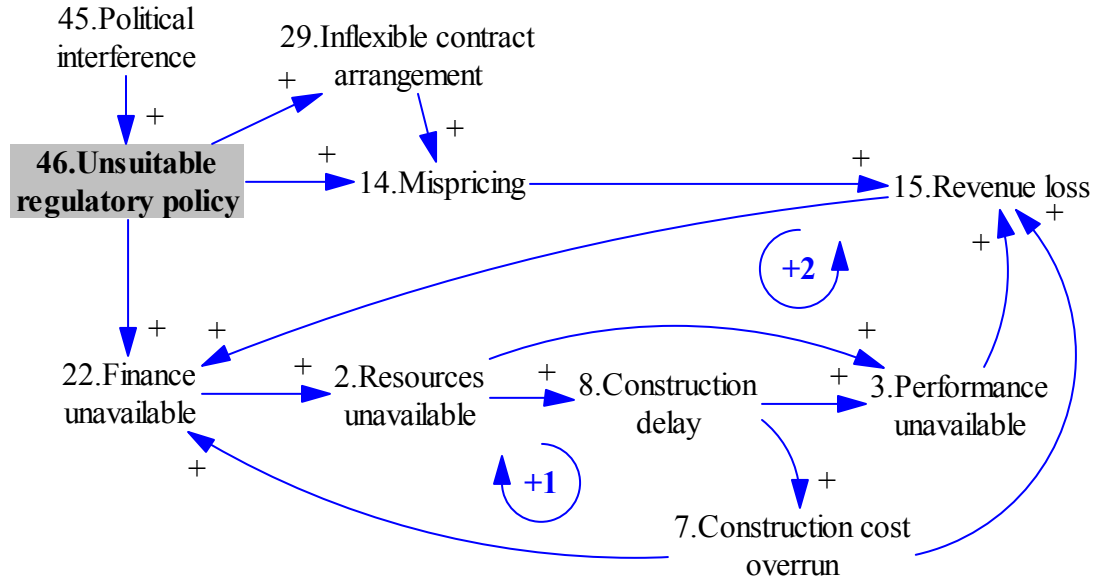 45.Political
interference
29.Inflexible contract
arrangement
+
+
+
46.Unsuitable
regulatory policy
+
14.Mispricing
+
15.Revenue loss
+
+
+2
+
+
+
22.Finance
unavailable
+
2.Resources
unavailable
+
8.Construction
delay
+
3.Performance
unavailable
+
+1
+
7.Construction cost
overrun